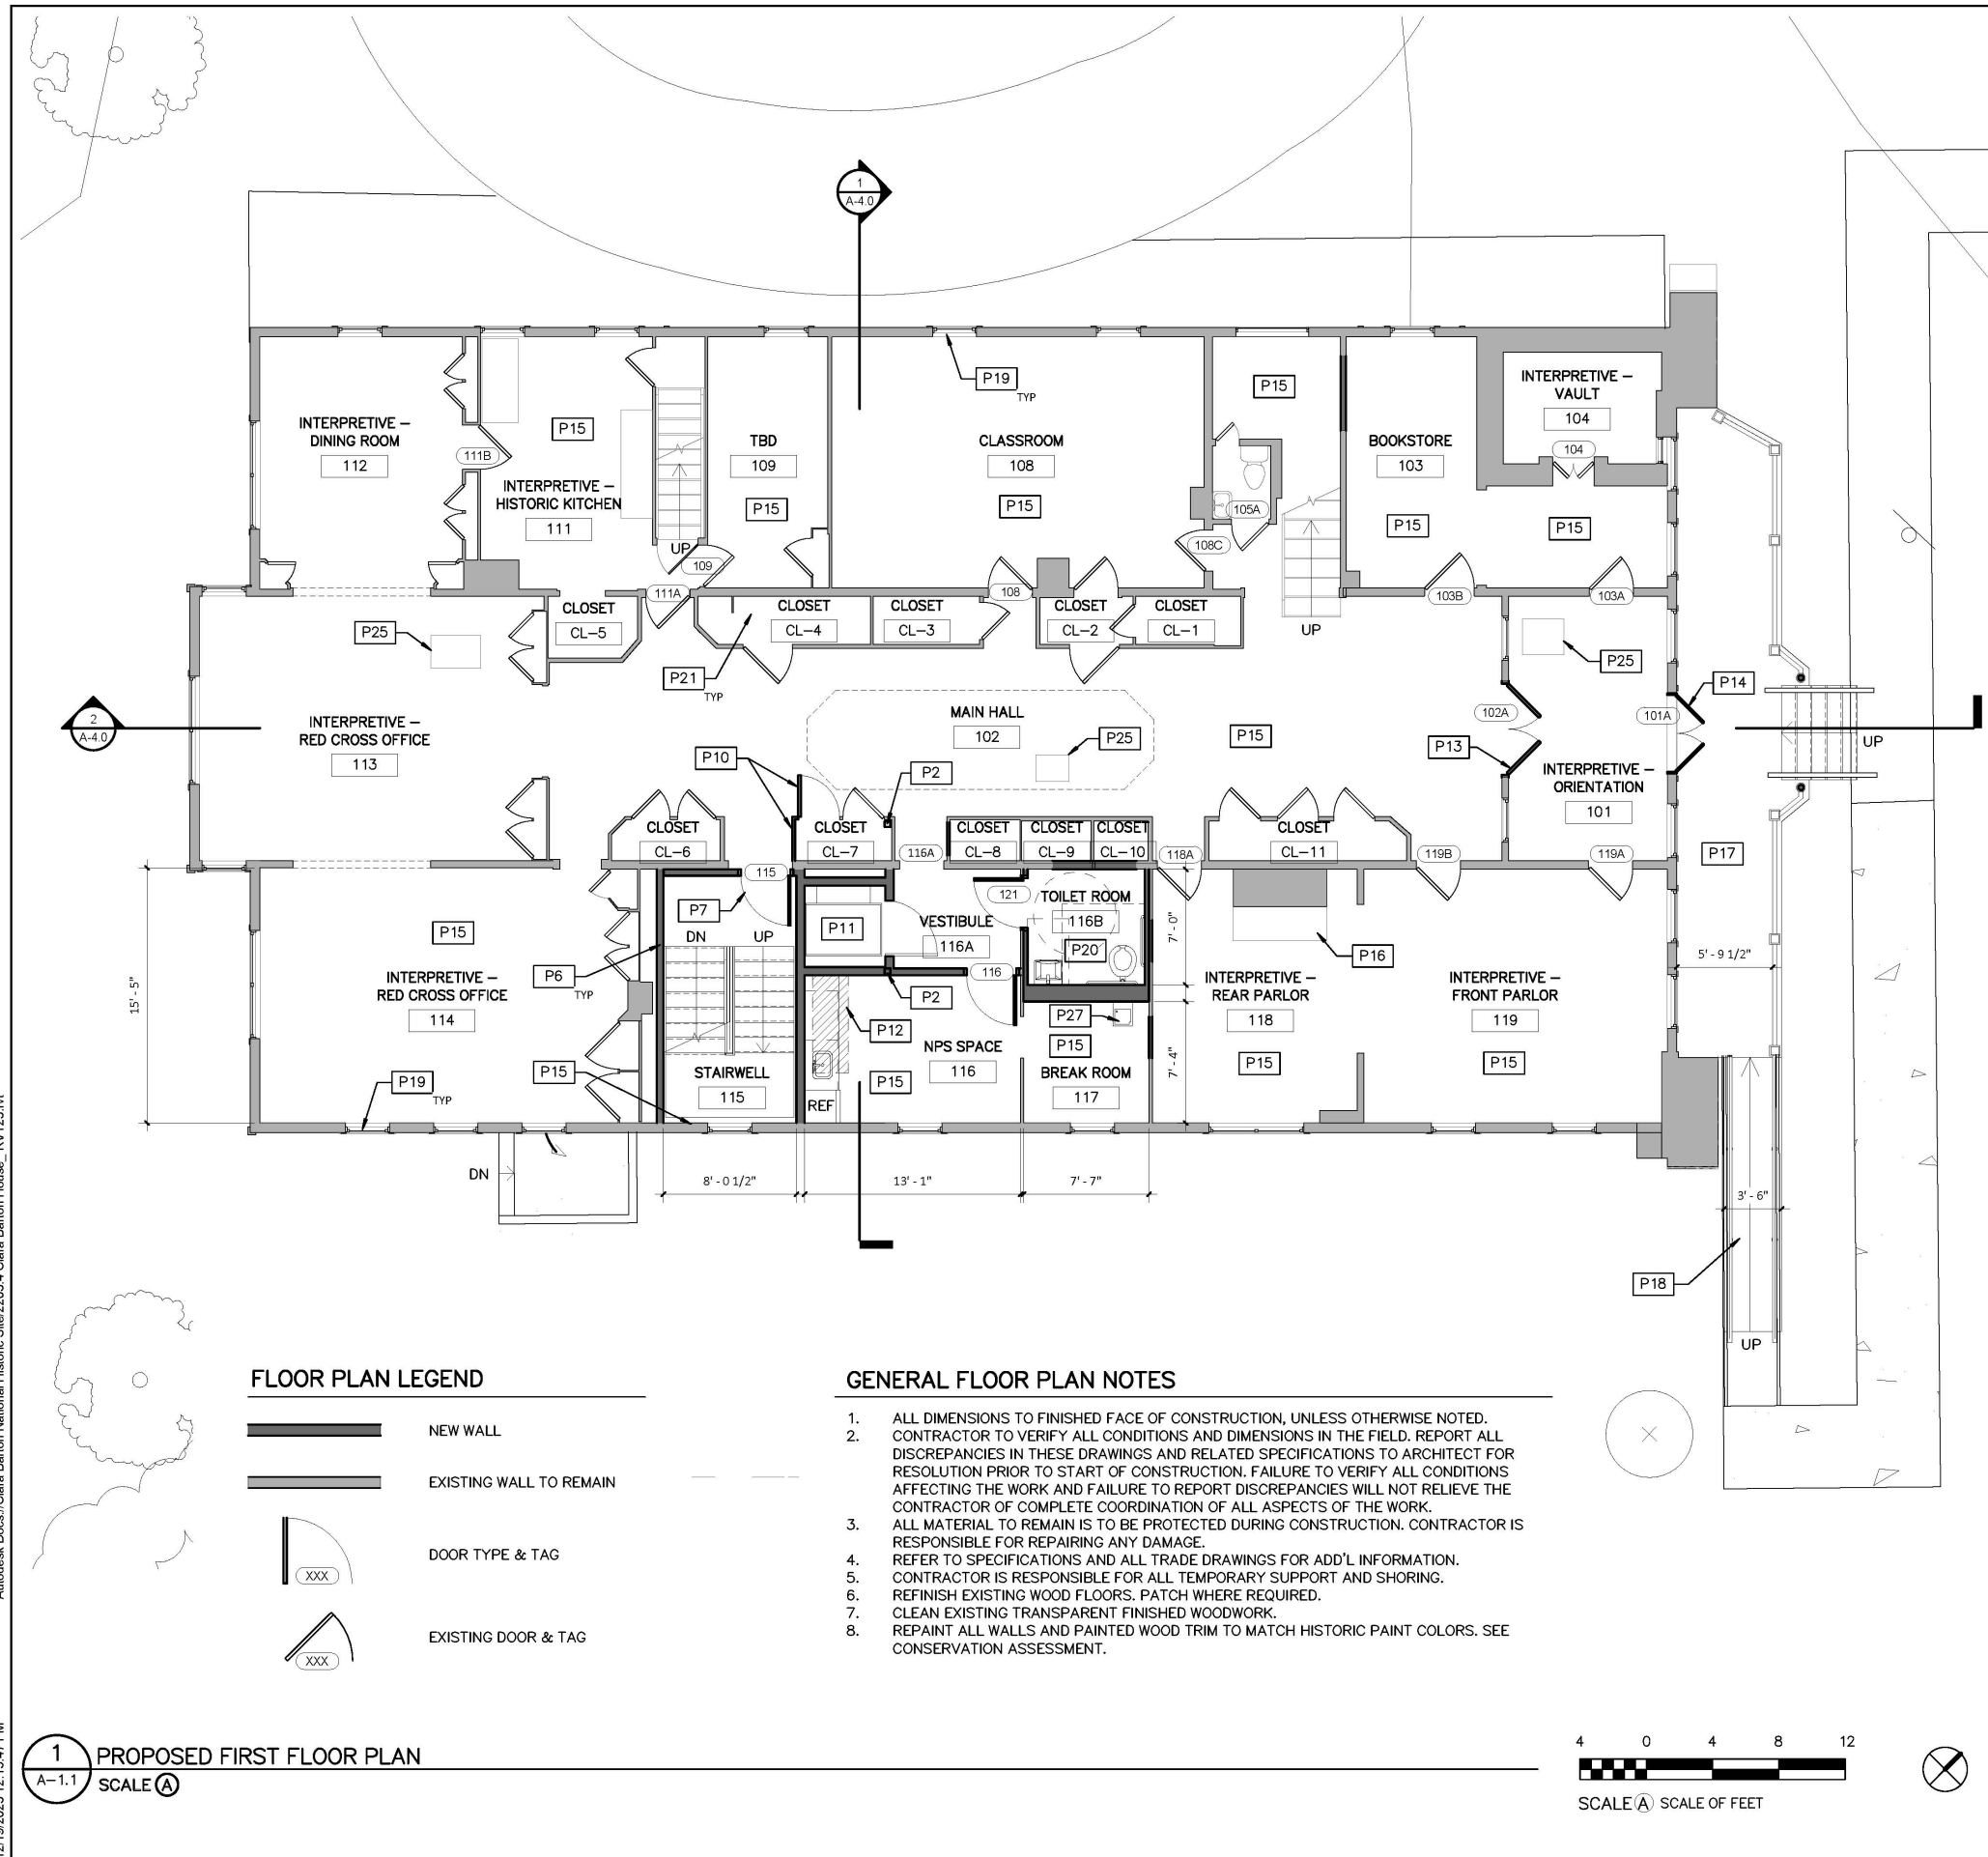 1
A-4.0
P19
TYP
P15
INTERPRETIVE –
VAULT
104
104
INTERPRETIVE –
DINING ROOM
112
111B
P15
INTERPRETIVE –
HISTORIC KITCHEN
111
TBD
109
P15
CLASSROOM
108
P15
BOOKSTORE
103
P15
P15
105A
108C
UP
109
111A
108
103B
103A
CLOSET
CL–5
CLOSET
CL–4
CLOSET
CL–3
CLOSET
CL–2
CLOSET
CL–1
UP
P25
P21
TYP
P25
P14
2
A-4.0
INTERPRETIVE –
RED CROSS OFFICE
113
MAIN HALL
102
P25
P15
102A
101A
P13
UP
P10
P2
INTERPRETIVE –
ORIENTATION
101
CLOSET
CL–6
CLOSET
CL–7
116A
CLOSET
CL–8
CLOSET
CL–9
CLOSET
CL–10
118A
CLOSET
CL–11
119B
119A
P17
115
121
TOILET ROOM
116B
P20
P7
DN
UP
P11
VESTIBULE
116A
7' - 0"
15' - 5"
P15
INTERPRETIVE –
RED CROSS OFFICE
114
P6
TYP
116
P2
P16
5' - 9 1/2"
INTERPRETIVE –
REAR PARLOR
118
INTERPRETIVE –
FRONT PARLOR
119
P12
P27
P15
NPS SPACE
116
P15
BREAK ROOM
117
7' - 4"
P15
P15
P19
TYP
P15
STAIRWELL
115
REF
DN
8' - 0 1/2"
13' - 1"
7' - 7"
3' - 6"
P18
UP
FLOOR PLAN LEGEND
NEW WALL
EXISTING WALL TO REMAIN
XXX
DOOR TYPE & TAG
XXX
EXISTING DOOR & TAG
GENERAL FLOOR PLAN NOTES
1. ALL DIMENSIONS TO FINISHED FACE OF CONSTRUCTION, UNLESS OTHERWISE NOTED.
2. CONTRACTOR TO VERIFY ALL CONDITIONS AND DIMENSIONS IN THE FIELD. REPORT ALL
DISCREPANCIES IN THESE DRAWINGS AND RELATED SPECIFICATIONS TO ARCHITECT FOR
RESOLUTION PRIOR TO START OF CONSTRUCTION. FAILURE TO VERIFY ALL CONDITIONS
AFFECTING THE WORK AND FAILURE TO REPORT DISCREPANCIES WILL NOT RELIEVE THE
CONTRACTOR OF COMPLETE COORDINATION OF ALL ASPECTS OF THE WORK.
3. ALL MATERIAL TO REMAIN IS TO BE PROTECTED DURING CONSTRUCTION. CONTRACTOR IS
RESPONSIBLE FOR REPAIRING ANY DAMAGE.
4. REFER TO SPECIFICATIONS AND ALL TRADE DRAWINGS FOR ADD'L INFORMATION.
5. CONTRACTOR IS RESPONSIBLE FOR ALL TEMPORARY SUPPORT AND SHORING.
6. REFINISH EXISTING WOOD FLOORS. PATCH WHERE REQUIRED.
7. CLEAN EXISTING TRANSPARENT FINISHED WOODWORK.
8. REPAINT ALL WALLS AND PAINTED WOOD TRIM TO MATCH HISTORIC PAINT COLORS. SEE
CONSERVATION ASSESSMENT.
1
A–1.1
PROPOSED FIRST FLOOR PLAN
SCALE A
4 0 4 8 12
SCALE A SCALE OF FEET